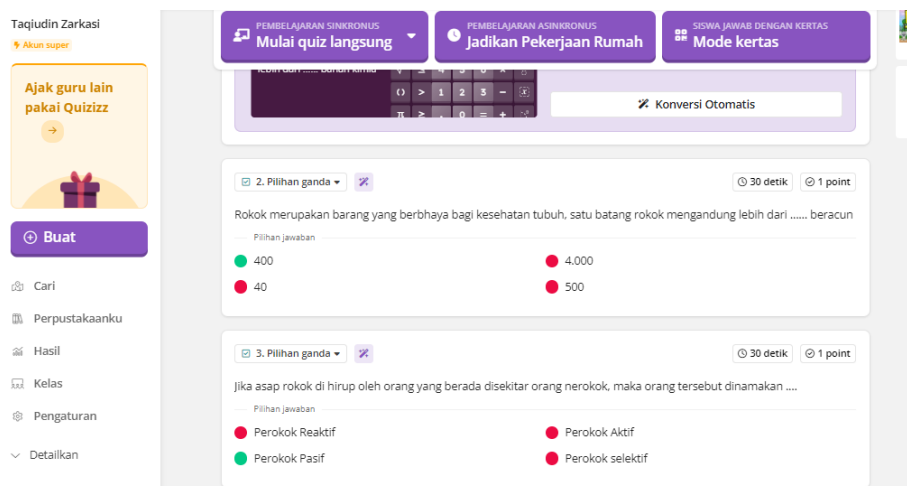 Taqiudin Zarkasi
Akun super
Ajak guru lain
pakai Quizizz
Buat
Cari
Perpustakaanku
Hasil
Kelas
Pengaturan
Detailkan
PEMBELAJARAN SINKRONUS
Mulai quiz langsung
PEMBELAJARAN ASINKRONUS
Jadikan Pekerjaan Rumah
SISWA JAWAB DENGAN KERTAS
Mode kertas
() > 1 2 3 −
π ≥ . 0 = +
Konversi Otomatis
2. Pilihan ganda
30 detik
1 point
Rokok merupakan barang yang berbhaya bagi kesehatan tubuh, satu batang rokok mengandung lebih dari ...... beracun
Pilihan jawaban
400
4.000
40
500
3. Pilihan ganda
30 detik
1 point
Jika asap rokok di hirup oleh orang yang berada disekitar orang nerokok, maka orang tersebut dinamakan ....
Pilihan jawaban
Perokok Reaktif
Perokok Aktif
Perokok Pasif
Perokok selektif